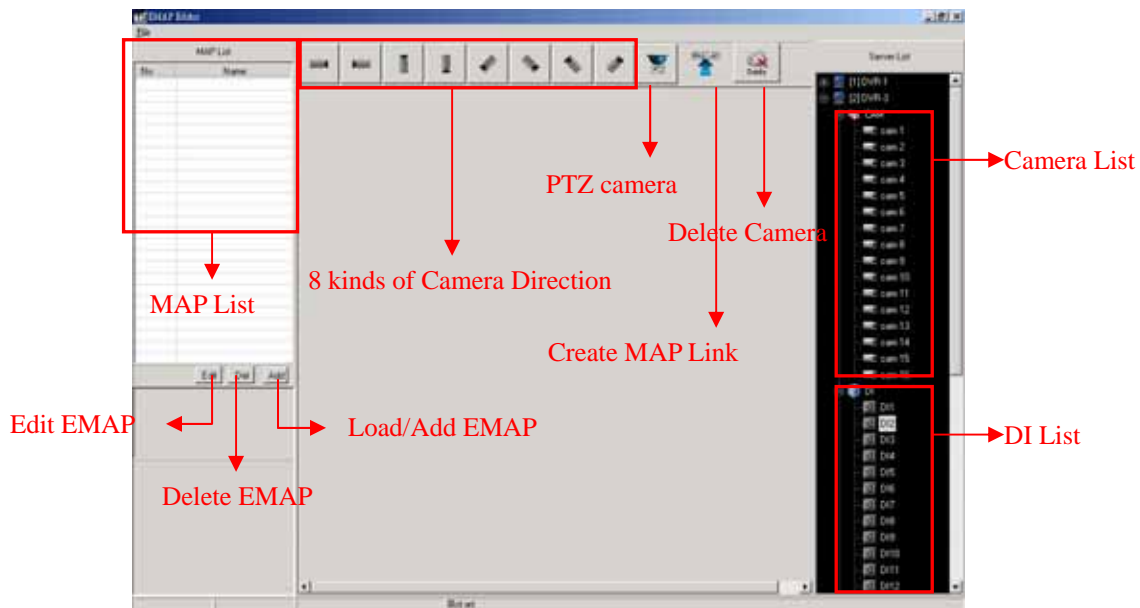 EMAP Editor
File
MAP List
No
Name
Server List
[1]DVR-1
[2]DVR-3
CAM
cam 1
cam 2
cam 3
cam 4
cam 5
cam 6
cam 7
cam 8
cam 9
cam 10
cam 11
cam 12
cam 13
cam 14
cam 15
cam 16
DI
DI1
DI2
DI3
DI4
DI5
DI6
DI7
DI8
DI9
DI10
DI11
DI12
Edit
Del
Add
PTZ camera
Camera List
Delete Camera
8 kinds of Camera Direction
MAP List
Create MAP Link
Edit EMAP
Load/Add EMAP
DI List
Delete EMAP